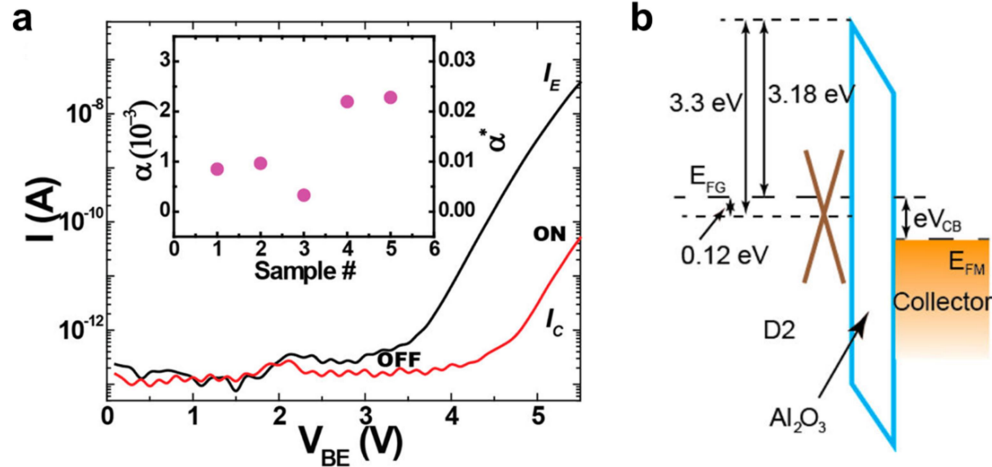 a
I (A)
10⁻⁸
10⁻¹⁰
10⁻¹²
0 1 2 3 4 5
V_BE (V)
I_E
ON
I_C
OFF
α (10⁻³)
3
2
1
0
0.03
0.02
0.01
0.00
α*
0 1 2 3 4 5 6
Sample #
b
3.3 eV
3.18 eV
E_FG
0.12 eV
eV_CB
E_FM
Collector
D2
Al₂O₃